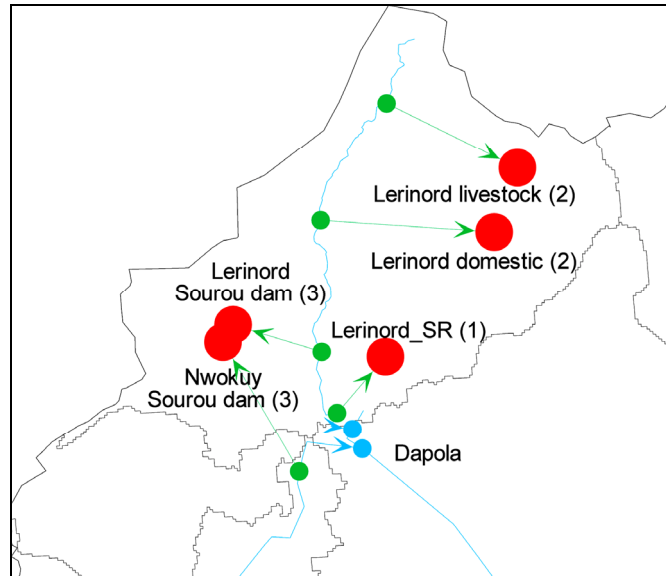 Lerinord livestock (2)
Lerinord domestic (2)
Lerinord
Sourou dam (3)
Lerinord_SR (1)
Nwokuy
Sourou dam (3)
Dapola